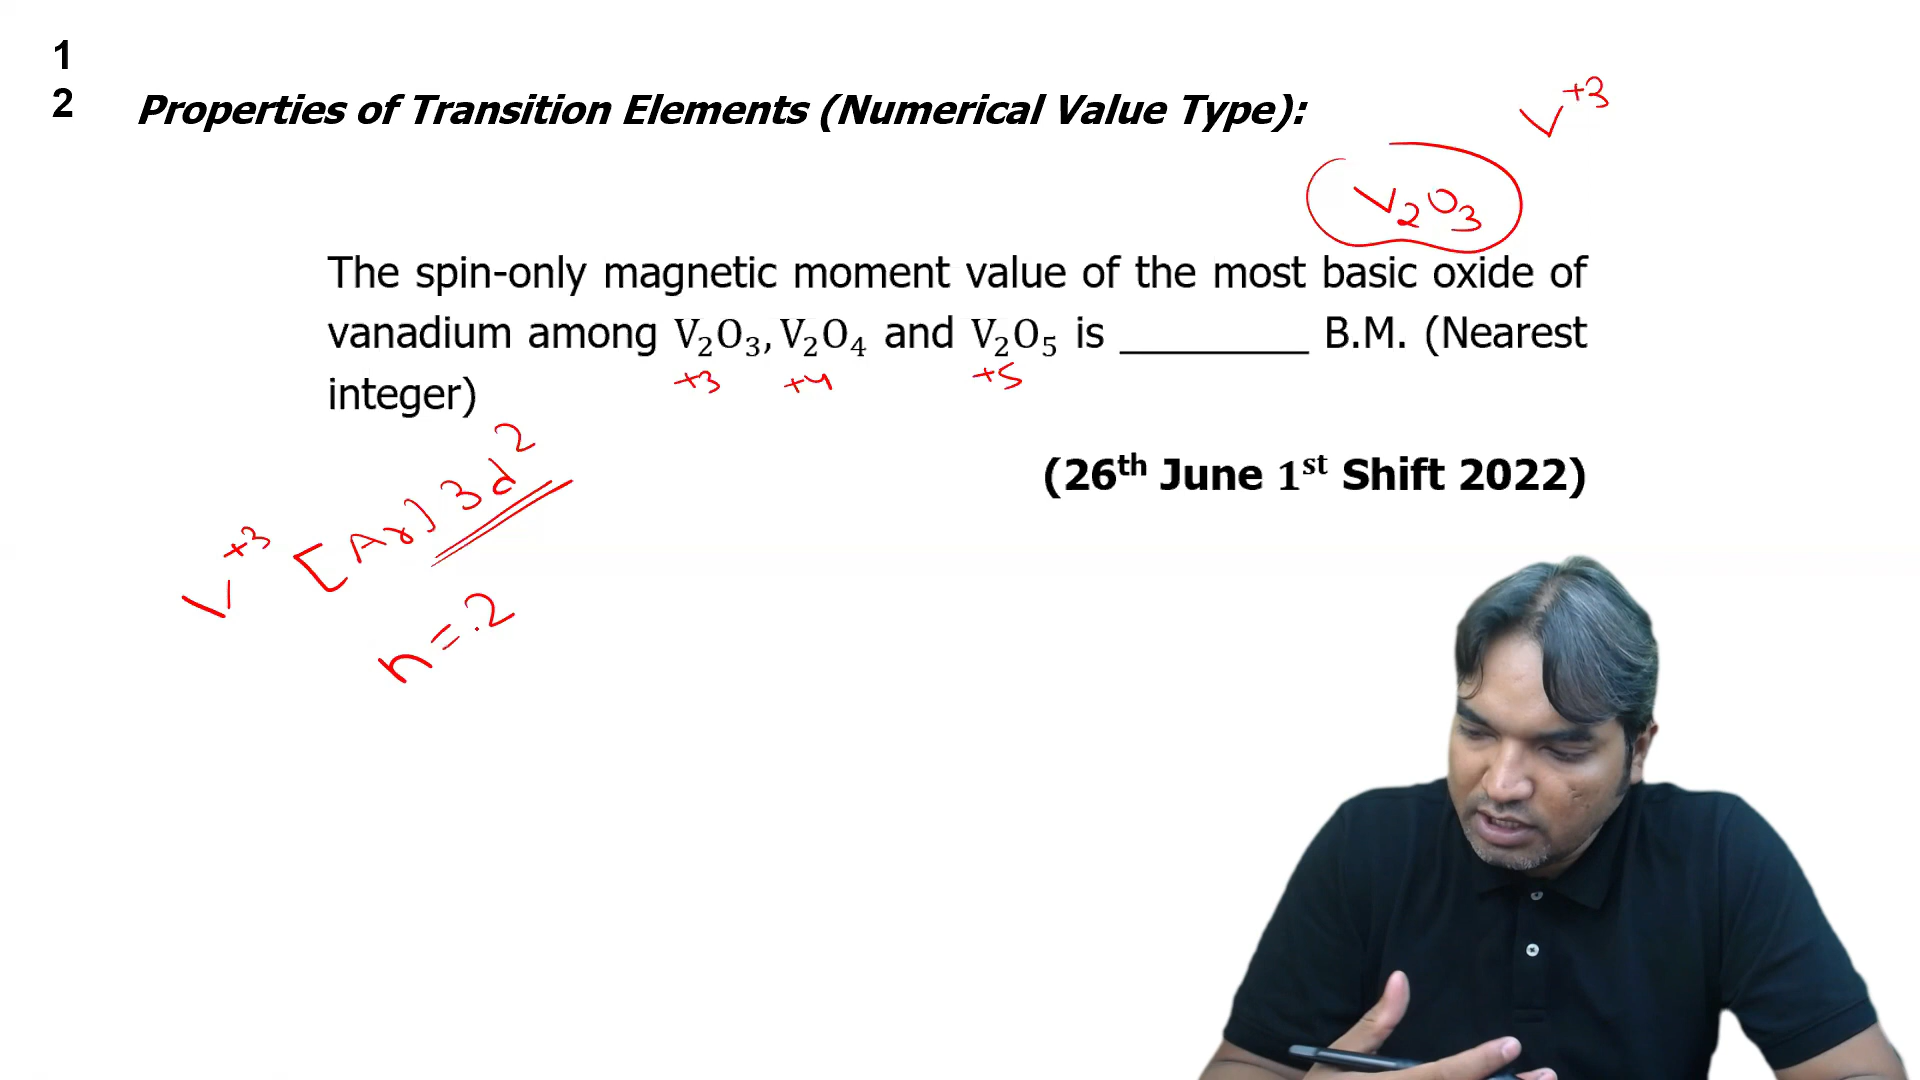 1
2
Properties of Transition Elements (Numerical Value Type):
V+3
V2O3
The spin-only magnetic moment value of the most basic oxide of
vanadium among V₂O₃, V₂O₄ and V₂O₅ is ________ B.M. (Nearest
+3 +4 +5
integer)
(26th June 1st Shift 2022)
V+3 [Ar] 3d2
n=2